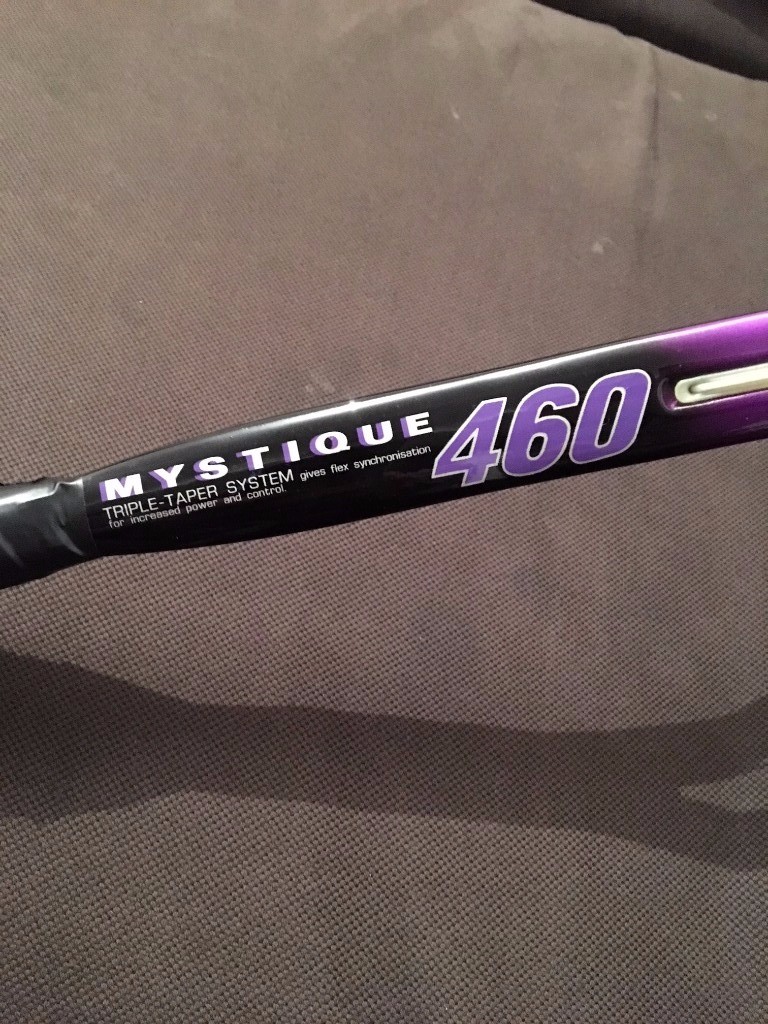 MYSTIQUE 460
TRIPLE-TAPER SYSTEM gives flex synchronisation
for increased power and control.